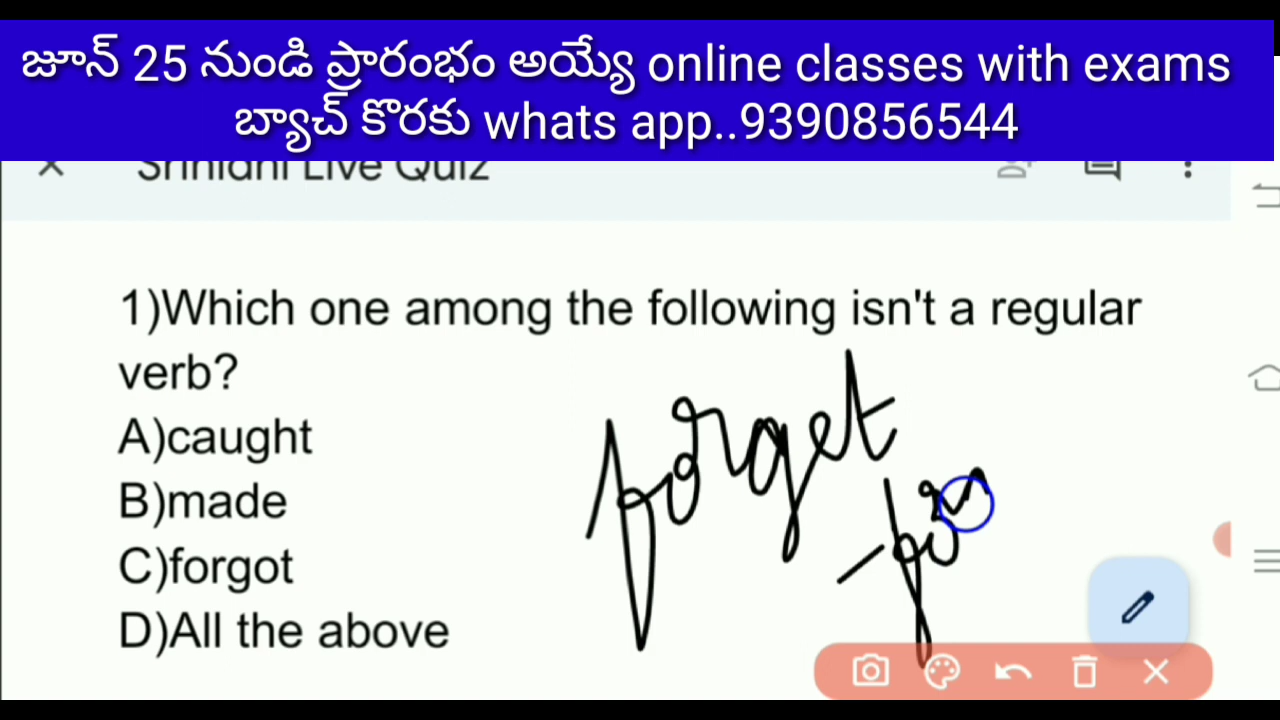 జూన్ 25 నుండి ప్రారంభం అయ్యే online classes with exams
బ్యాచ్ కొరకు whats app..9390856544
Srinidhi Live Quiz
1)Which one among the following isn't a regular
verb?
A)caught
B)made
C)forgot
D)All the above
forget